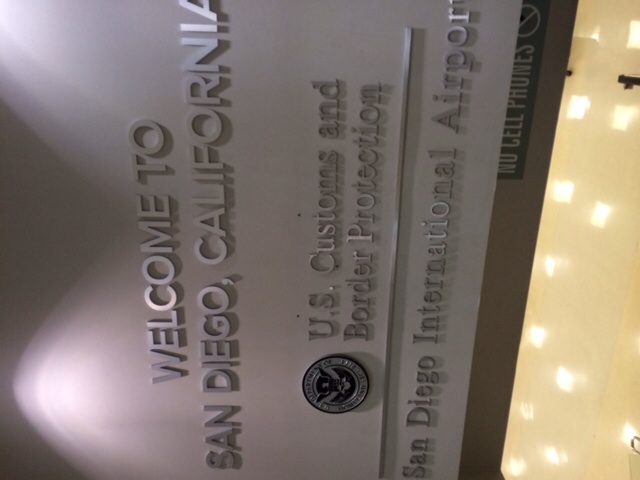 WELCOME TO
SAN DIEGO, CALIFORNIA
U.S. Customs and
Border Protection
San Diego International Airport
NO CELL PHONES